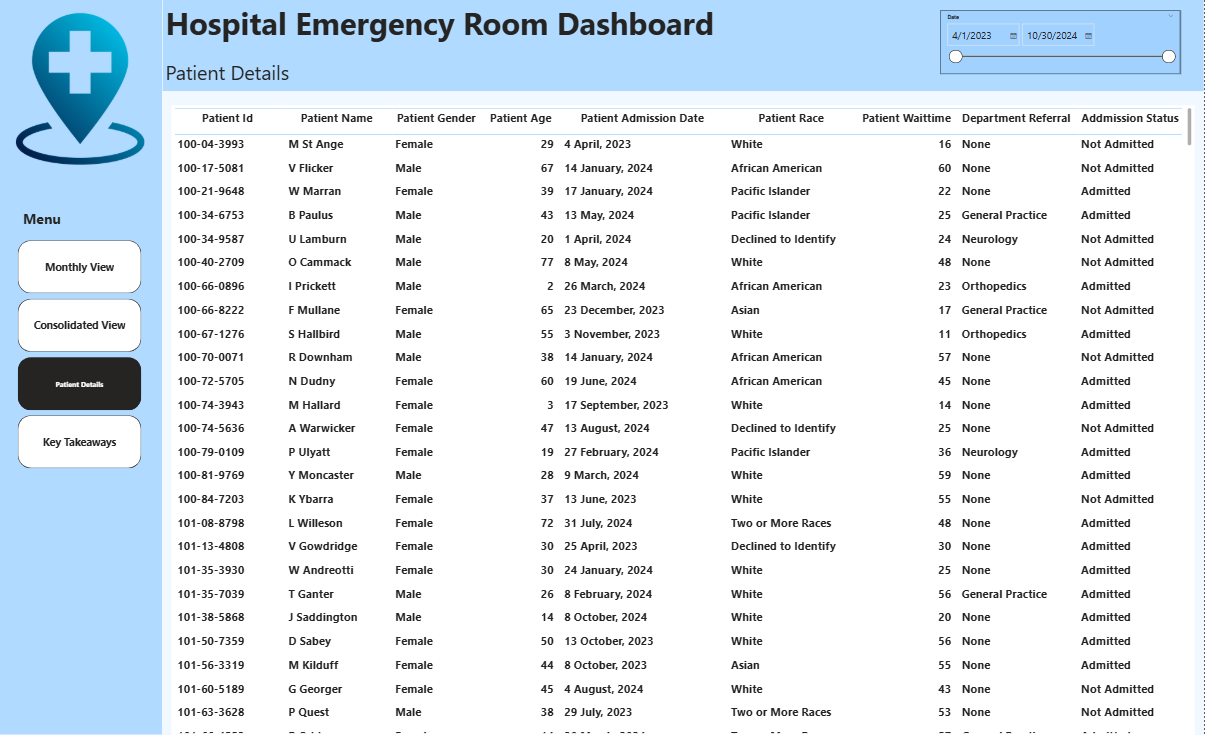 Hospital Emergency Room Dashboard
Patient Details
Date
4/1/2023 10/30/2024
Menu
Monthly View
Consolidated View
Patient Details
Key Takeaways
Patient Id Patient Name Patient Gender Patient Age Patient Admission Date Patient Race Patient Waittime Department Referral Addmission Status
100-04-3993 M St Ange Female 29 4 April, 2023 White 16 None Not Admitted
100-17-5081 V Flicker Male 67 14 January, 2024 African American 60 None Not Admitted
100-21-9648 W Marran Female 39 17 January, 2024 Pacific Islander 22 None Admitted
100-34-6753 B Paulus Male 43 13 May, 2024 Pacific Islander 25 General Practice Admitted
100-34-9587 U Lamburn Male 20 1 April, 2024 Declined to Identify 24 Neurology Not Admitted
100-40-2709 O Cammack Male 77 8 May, 2024 White 48 None Not Admitted
100-66-0896 I Prickett Male 2 26 March, 2024 African American 23 Orthopedics Admitted
100-66-8222 F Mullane Female 65 23 December, 2023 Asian 17 General Practice Not Admitted
100-67-1276 S Hallbird Male 55 3 November, 2023 White 11 Orthopedics Admitted
100-70-0071 R Downham Male 38 14 January, 2024 African American 57 None Not Admitted
100-72-5705 N Dudny Female 60 19 June, 2024 African American 45 None Admitted
100-74-3943 M Hallard Female 3 17 September, 2023 White 14 None Admitted
100-74-5636 A Warwicker Female 47 13 August, 2024 Declined to Identify 25 None Not Admitted
100-79-0109 P Ulyatt Female 19 27 February, 2024 Pacific Islander 36 Neurology Admitted
100-81-9769 Y Moncaster Male 28 9 March, 2024 White 59 None Admitted
100-84-7203 K Ybarra Female 37 13 June, 2023 White 55 None Not Admitted
101-08-8798 L Willeson Female 72 31 July, 2024 Two or More Races 48 None Admitted
101-13-4808 V Gowdridge Female 30 25 April, 2023 Declined to Identify 30 None Admitted
101-35-3930 W Andreotti Female 30 24 January, 2024 White 25 None Admitted
101-35-7039 T Ganter Male 26 8 February, 2024 White 56 General Practice Admitted
101-38-5868 J Saddington Male 14 8 October, 2024 White 20 None Admitted
101-50-7359 D Sabey Female 50 13 October, 2023 White 56 None Admitted
101-56-3319 M Kilduff Female 44 8 October, 2023 Asian 55 None Admitted
101-60-5189 G Georger Female 45 4 August, 2024 White 43 None Not Admitted
101-63-3628 P Quest Male 38 29 July, 2023 Two or More Races 53 None Not Admitted